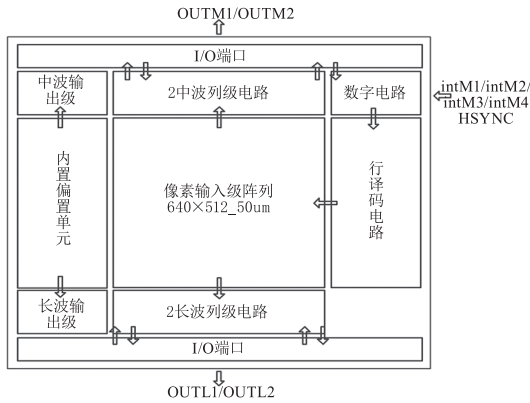 OUTM1/OUTM2
I/O端口
中波输
出级
2中波列级电路
数字电路
intM1/intM2/
intM3/intM4
HSYNC
内置偏置单元
像素输入级阵列
640×512_50um
行译码电路
长波输
出级
2长波列级电路
I/O端口
OUTL1/OUTL2